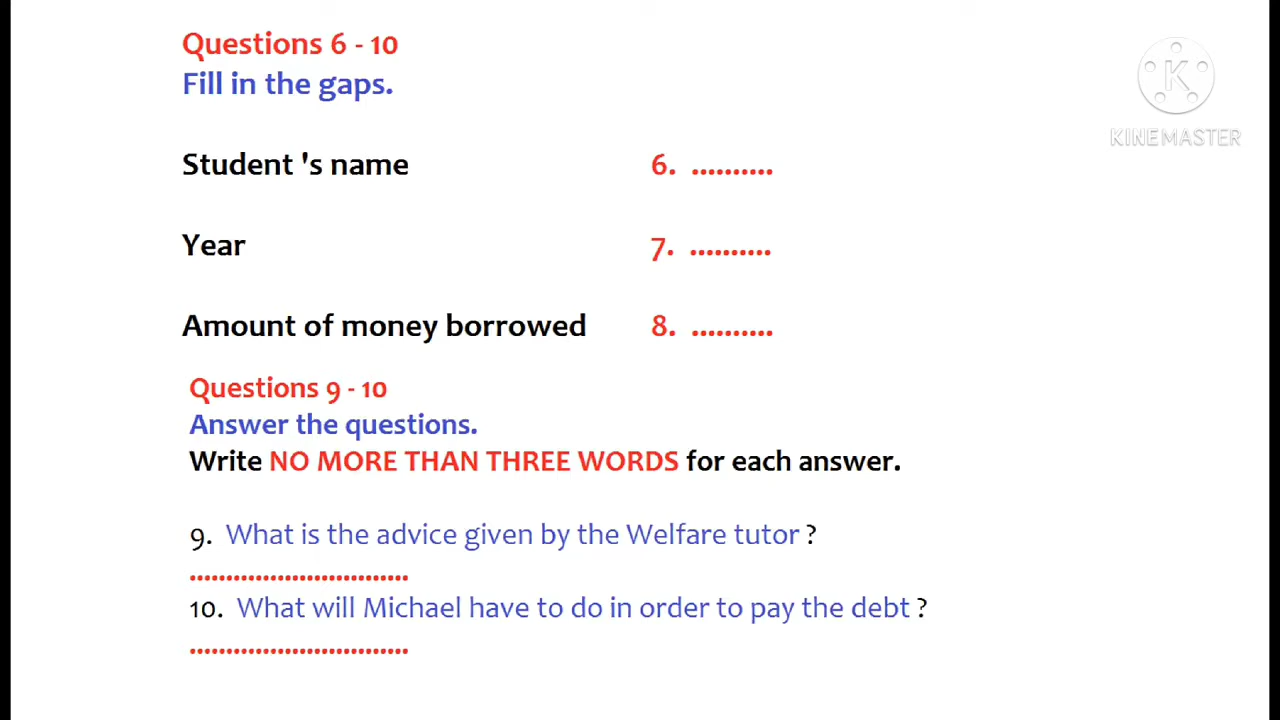 Questions 6 - 10
Fill in the gaps.
KINEMASTER
Student 's name 6. ..........
Year 7. ..........
Amount of money borrowed 8. ..........
Questions 9 - 10
Answer the questions.
Write NO MORE THAN THREE WORDS for each answer.
9. What is the advice given by the Welfare tutor ?
..............................
10. What will Michael have to do in order to pay the debt ?
..............................